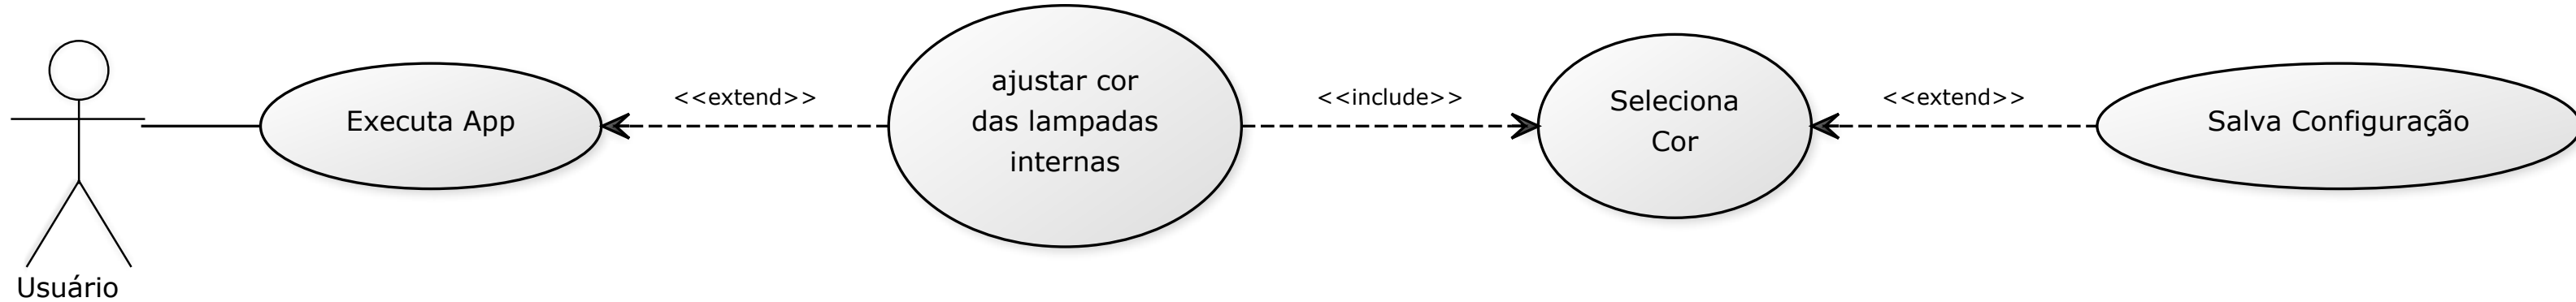 Usuário
Executa App
<<extend>>
ajustar cor
das lampadas
internas
<<include>>
Seleciona
Cor
<<extend>>
Salva Configuração